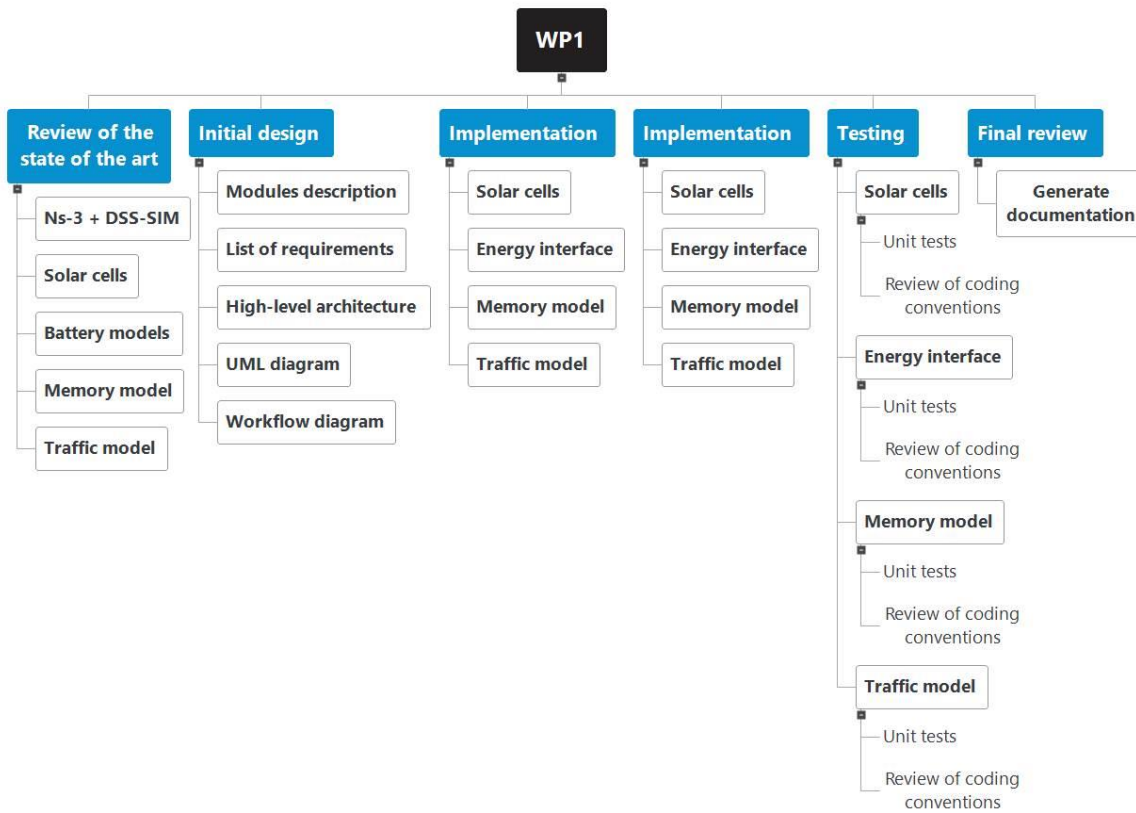 WP1
Review of the
state of the art
Ns-3 + DSS-SIM
Solar cells
Battery models
Memory model
Traffic model
Initial design
Modules description
List of requirements
High-level architecture
UML diagram
Workflow diagram
Implementation
Solar cells
Energy interface
Memory model
Traffic model
Implementation
Solar cells
Energy interface
Memory model
Traffic model
Testing
Solar cells
Unit tests
Review of coding
conventions
Energy interface
Unit tests
Review of coding
conventions
Memory model
Unit tests
Review of coding
conventions
Traffic model
Unit tests
Review of coding
conventions
Final review
Generate
documentation